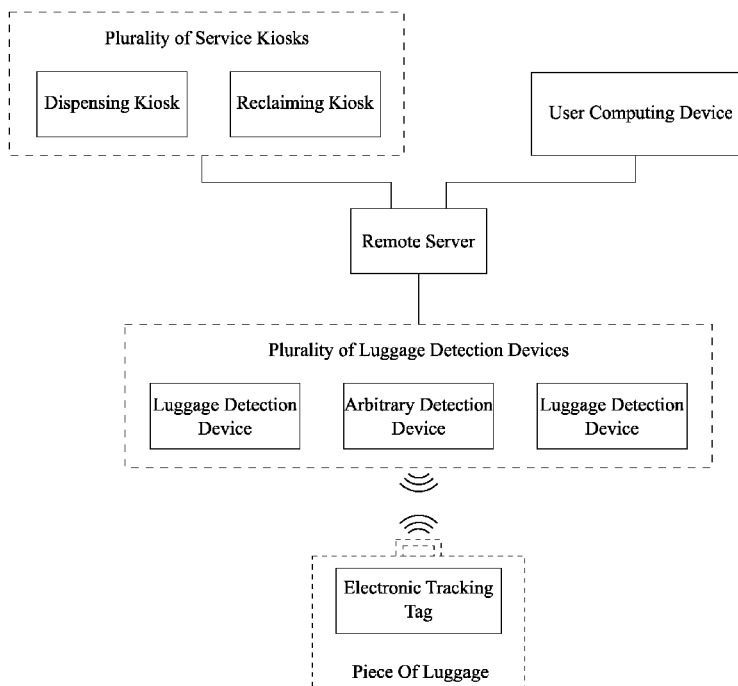 Plurality of Service Kiosks
Dispensing Kiosk
Reclaiming Kiosk
User Computing Device
Remote Server
Plurality of Luggage Detection Devices
Luggage Detection
Device
Arbitrary Detection
Device
Luggage Detection
Device
Electronic Tracking
Tag
Piece Of Luggage